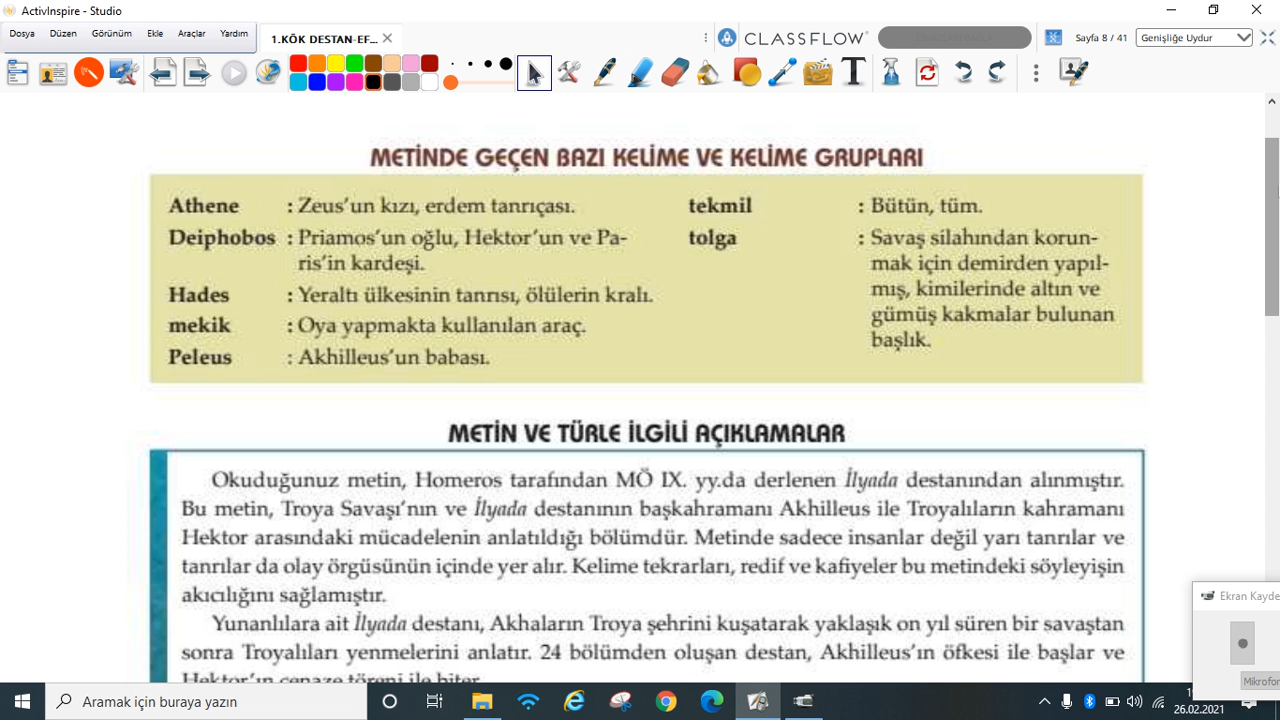 ActivInspire - Studio
Dosya Düzen Görünüm Ekle Araçlar Yardım
1.KÖK DESTAN-EF...
CLASSFLOW
Sayfa 8 / 41
Genişliğe Uydur
METİNDE GEÇEN BAZI KELİME VE KELİME GRUPLARI
Athene : Zeus'un kızı, erdem tanrıçası.
Deiphobos : Priamos'un oğlu, Hektor'un ve Pa-
ris'in kardeşi.
Hades : Yeraltı ülkesinin tanrısı, ölülerin kralı.
mekik : Oya yapmakta kullanılan araç.
Peleus : Akhilleus'un babası.
tekmil : Bütün, tüm.
tolga : Savaş silahından korun-
mak için demirden yapıl-
mış, kimilerinde altın ve
gümüş kakmalar bulunan
başlık.
METİN VE TÜRLE İLGİLİ AÇIKLAMALAR
Okuduğunuz metin, Homeros tarafından MÖ IX. yy.da derlenen İlyada destanından alınmıştır.
Bu metin, Troya Savaşı'nın ve İlyada destanının başkahramanı Akhilleus ile Troyalıların kahramanı
Hektor arasındaki mücadelenin anlatıldığı bölümdür. Metinde sadece insanlar değil yarı tanrılar ve
tanrılar da olay örgüsünün içinde yer alır. Kelime tekrarları, redif ve kafiyeler bu metindeki söyleyişin
akıcılığını sağlamıştır.
Yunanlılara ait İlyada destanı, Akhaların Troya şehrini kuşatarak yaklaşık on yıl süren bir savaştan
sonra Troyalıları yenmelerini anlatır. 24 bölümden oluşan destan, Akhilleus'ın öfkesi ile başlar ve
Hektor'ın cenaze töreni ile biter.
Ekran Kayde
Mikrofor
Aramak için buraya yazın
26.02.2021